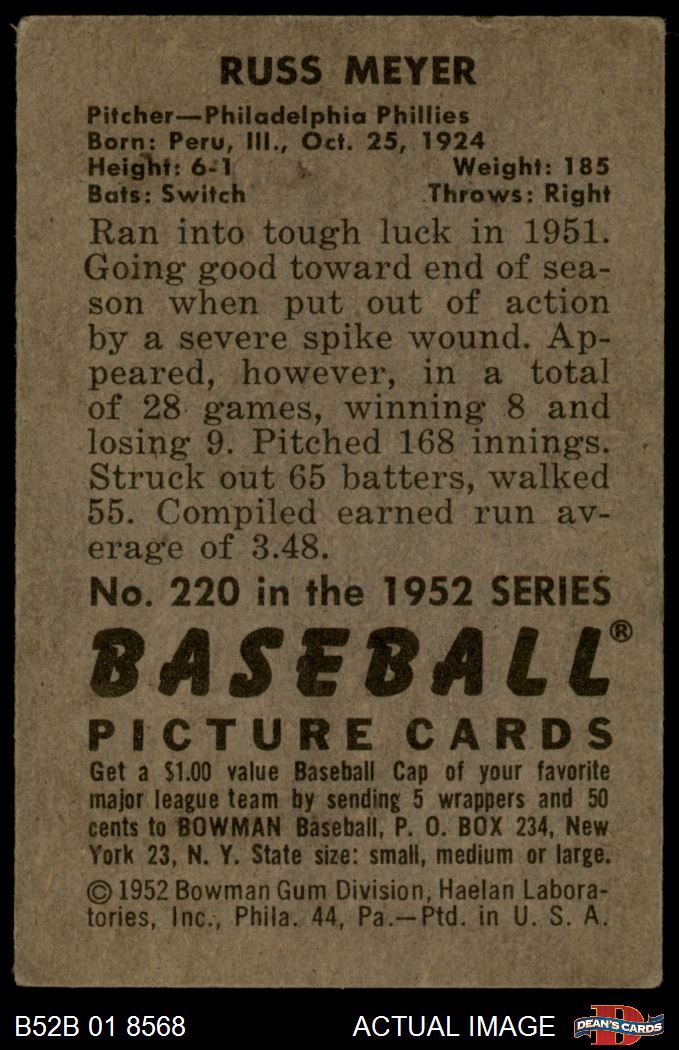 RUSS MEYER
Pitcher—Philadelphia Phillies
Born: Peru, Ill., Oct. 25, 1924
Height: 6-1 Weight: 185
Bats: Switch Throws: Right
Ran into tough luck in 1951.
Going good toward end of sea-
son when put out of action
by a severe spike wound. Ap-
peared, however, in a total
of 28 games, winning 8 and
losing 9. Pitched 168 innings.
Struck out 65 batters, walked
55. Compiled earned run av-
erage of 3.48.
No. 220 in the 1952 SERIES
BASEBALL®
PICTURE CARDS
Get a $1.00 value Baseball Cap of your favorite
major league team by sending 5 wrappers and 50
cents to BOWMAN Baseball, P. O. BOX 234, New
York 23, N. Y. State size: small, medium or large.
© 1952 Bowman Gum Division, Haelan Labora-
tories, Inc., Phila. 44, Pa.—Ptd. in U. S. A.
B52B 01 8568 ACTUAL IMAGE D DEAN'S CARDS